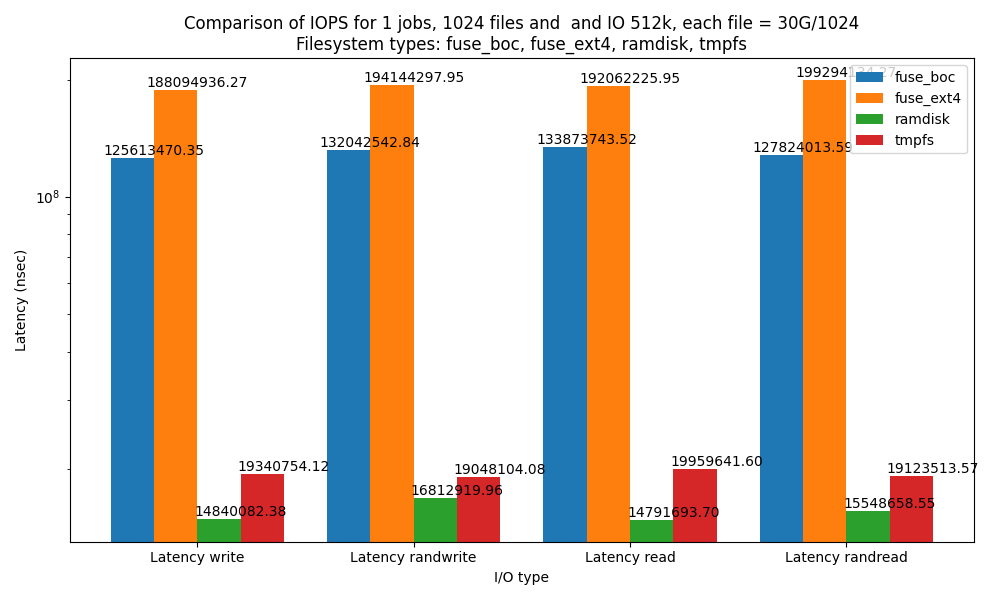 Comparison of IOPS for 1 jobs, 1024 files and  and IO 512k, each file = 30G/1024
Filesystem types: fuse_boc, fuse_ext4, ramdisk, tmpfs
188094936.27
194144297.95
192062225.95
199294134.27
fuse_boc
fuse_ext4
ramdisk
tmpfs
125613470.35
132042542.84
133873743.52
127824013.59
10⁸
Latency (nsec)
14840082.38
19340754.12
16812919.96
19048104.08
14791693.70
19959641.60
15548658.55
19123513.57
Latency write
Latency randwrite
Latency read
Latency randread
I/O type